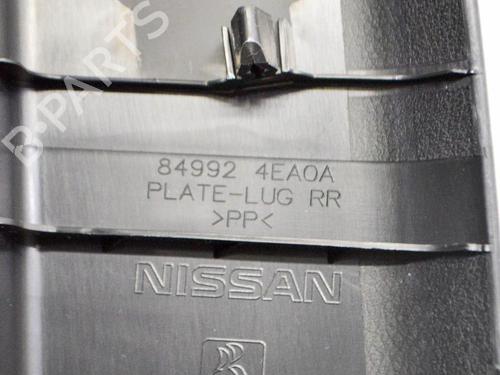 B-PARTS
84992 4EA0A
PLATE-LUG RR
>PP<
NISSAN